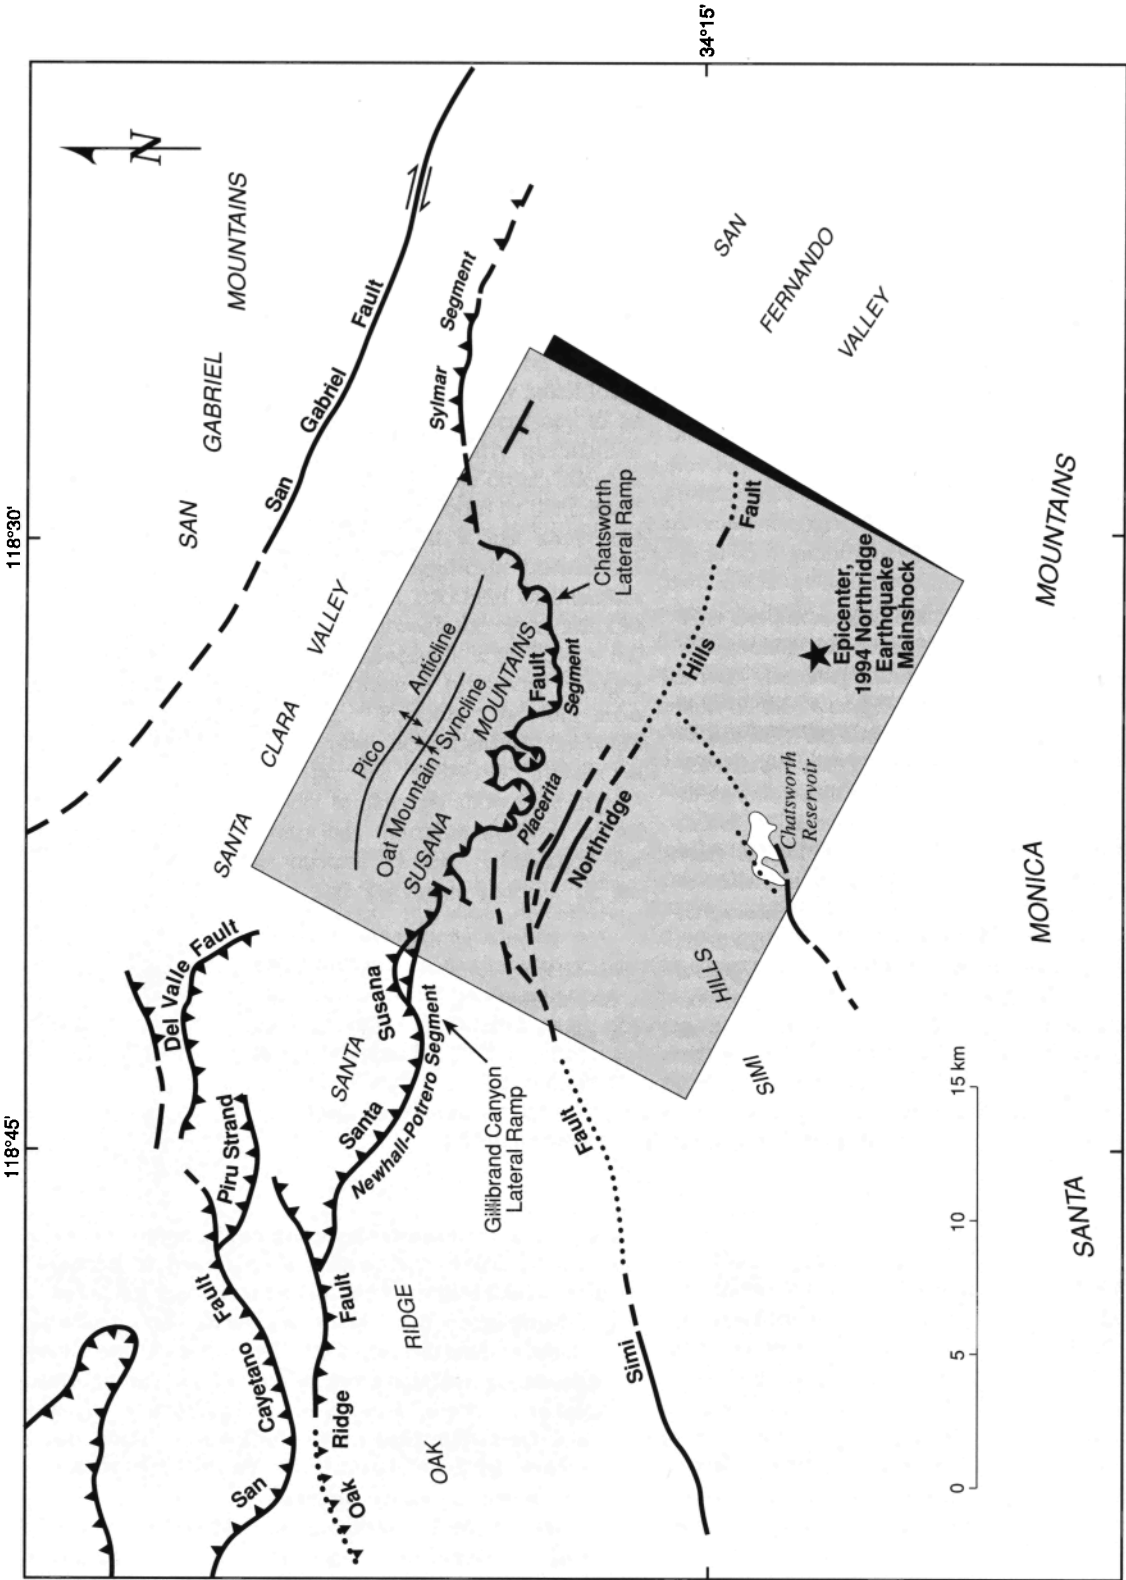 118°45'
118°30'
34°15'
N
SAN
GABRIEL
MOUNTAINS
San
Gabriel
Fault
SANTA
CLARA
VALLEY
Del Valle Fault
Piru Strand
San
Cayetano
Fault
Oak
Ridge
Fault
OAK
RIDGE
Santa
Susana
Newhall-Potrero Segment
Gillibrand Canyon
Lateral Ramp
SANTA
SUSANA
MOUNTAINS
Pico
Anticline
Oat Mountain
Syncline
Placerita
Segment
Fault
Chatsworth
Lateral Ramp
Sylmar
Segment
SAN
FERNANDO
VALLEY
Northridge
Hills
Fault
Epicenter,
1994 Northridge
Earthquake
Mainshock
Chatsworth
Reservoir
SIMI
HILLS
Simi
Fault
SANTA
MONICA
MOUNTAINS
0
5
10
15 km